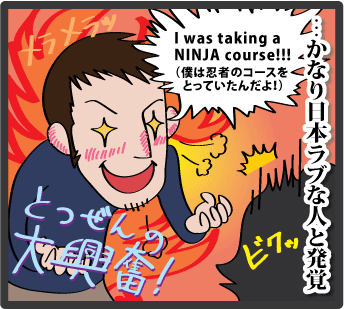 …かなり日本ラブな人と発覚
I was taking a
NINJA course!!!
(僕は忍者のコースを
とっていたんだよ!)
メラメラッ
とつぜんの
大興奮!
ビクッ